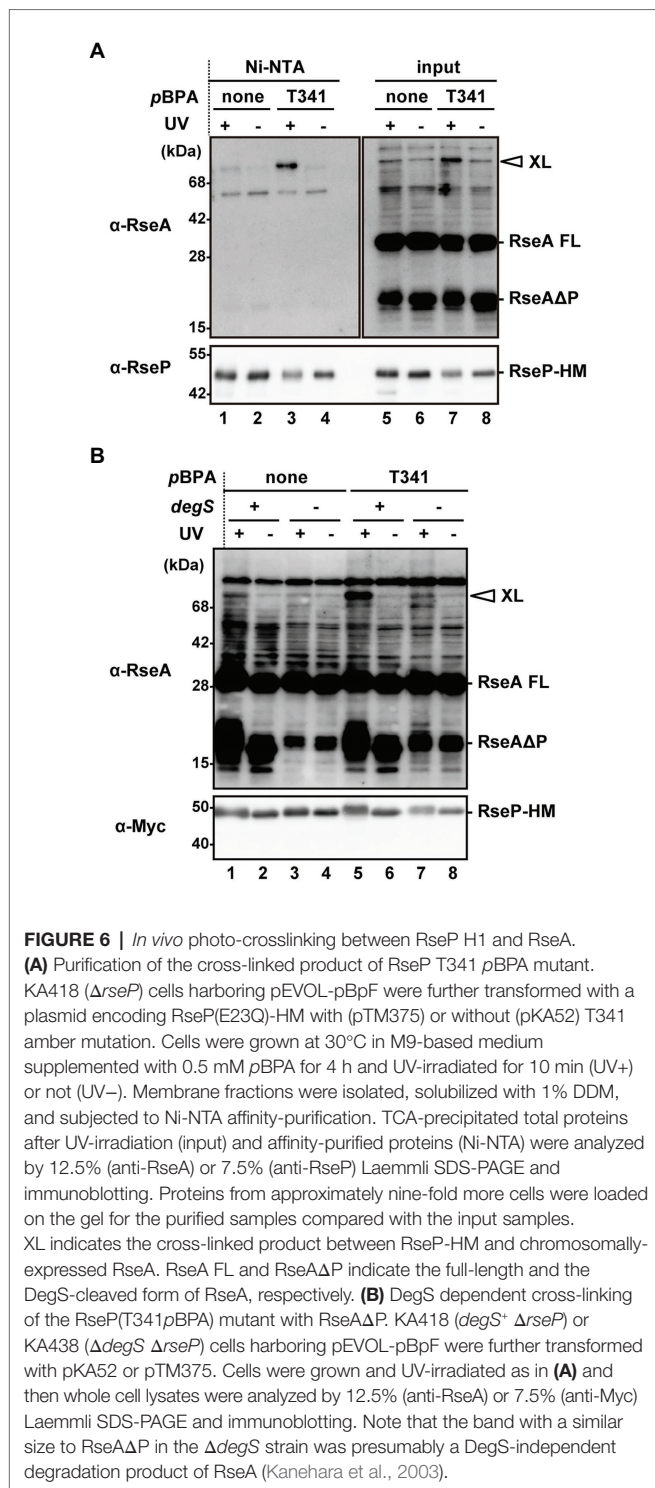 A
Ni-NTA input
pBPA none T341 none T341
UV + - + - + - + -
(kDa)
XL
68-
42-
α-RseA
RseA FL
28-
RseAΔP
15-
55-
α-RseP
RseP-HM
42-
1 2 3 4 5 6 7 8
B
pBPA none T341
degS + - + -
UV + - + - + - + -
(kDa)
XL
68-
42-
α-RseA
28- RseA FL
RseAΔP
15-
50- RseP-HM
α-Myc
40-
1 2 3 4 5 6 7 8
FIGURE 6 | In vivo photo-crosslinking between RseP H1 and RseA.
(A) Purification of the cross-linked product of RseP T341 pBPA mutant.
KA418 (ΔrseP) cells harboring pEVOL-pBpF were further transformed with a
plasmid encoding RseP(E23Q)-HM with (pTM375) or without (pKA52) T341
amber mutation. Cells were grown at 30°C in M9-based medium
supplemented with 0.5 mM pBPA for 4 h and UV-irradiated for 10 min (UV+)
or not (UV−). Membrane fractions were isolated, solubilized with 1% DDM,
and subjected to Ni-NTA affinity-purification. TCA-precipitated total proteins
after UV-irradiation (input) and affinity-purified proteins (Ni-NTA) were analyzed
by 12.5% (anti-RseA) or 7.5% (anti-RseP) Laemmli SDS-PAGE and
immunoblotting. Proteins from approximately nine-fold more cells were loaded
on the gel for the purified samples compared with the input samples.
XL indicates the cross-linked product between RseP-HM and chromosomally-
expressed RseA. RseA FL and RseAΔP indicate the full-length and the
DegS-cleaved form of RseA, respectively. (B) DegS dependent cross-linking
of the RseP(T341pBPA) mutant with RseAΔP. KA418 (degS⁺ ΔrseP) or
KA438 (ΔdegS ΔrseP) cells harboring pEVOL-pBpF were further transformed
with pKA52 or pTM375. Cells were grown and UV-irradiated as in (A) and
then whole cell lysates were analyzed by 12.5% (anti-RseA) or 7.5% (anti-Myc)
Laemmli SDS-PAGE and immunoblotting. Note that the band with a similar
size to RseAΔP in the ΔdegS strain was presumably a DegS-independent
degradation product of RseA (Kanehara et al., 2003).